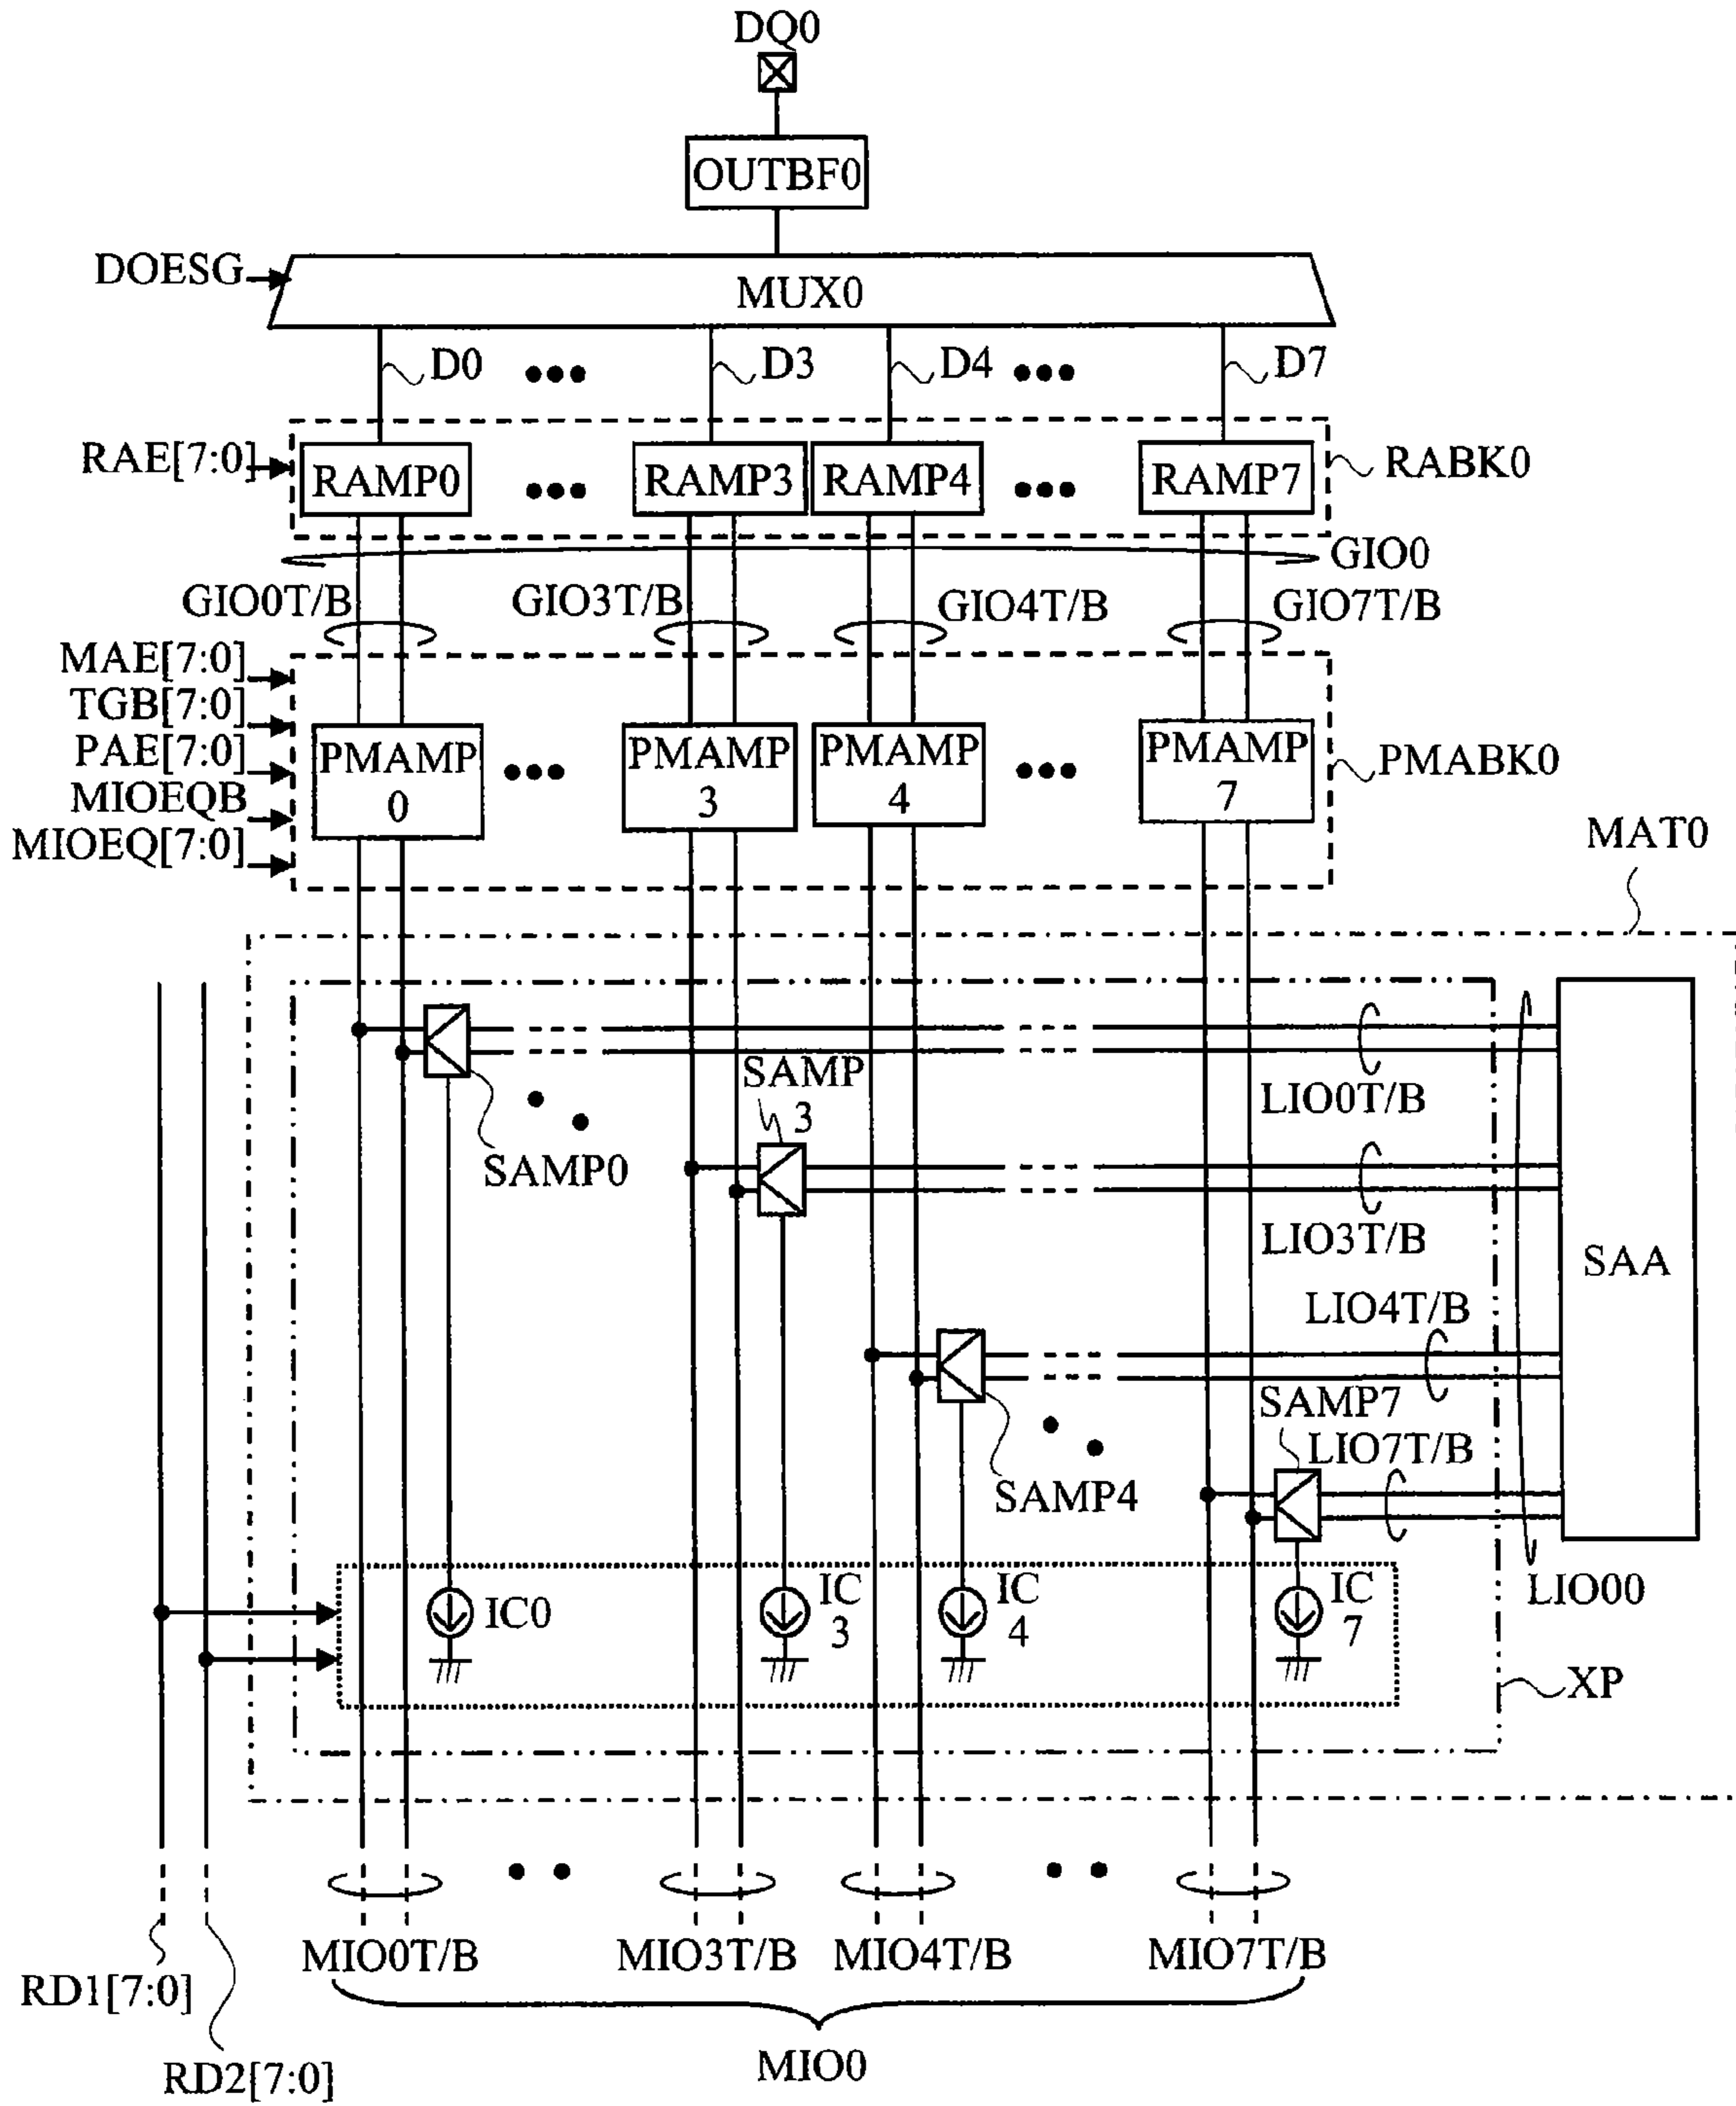 DQ0
OUTBF0
DOESG
MUX0
D0
D3
D4
D7
RAE[7:0]
RAMP0
RAMP3
RAMP4
RAMP7
RABK0
GIO0
GIO0T/B
GIO3T/B
GIO4T/B
GIO7T/B
MAE[7:0]
TGB[7:0]
PAE[7:0]
MIOEQB
MIOEQ[7:0]
PMAMP
0
PMAMP
3
PMAMP
4
PMAMP
7
PMABK0
MAT0
SAMP
3
LIO0T/B
SAMP0
LIO3T/B
SAA
LIO4T/B
SAMP7
LIO7T/B
SAMP4
LIO00
IC0
IC
3
IC
4
IC
7
XP
MIO0T/B
MIO3T/B
MIO4T/B
MIO7T/B
RD1[7:0]
RD2[7:0]
MIO0